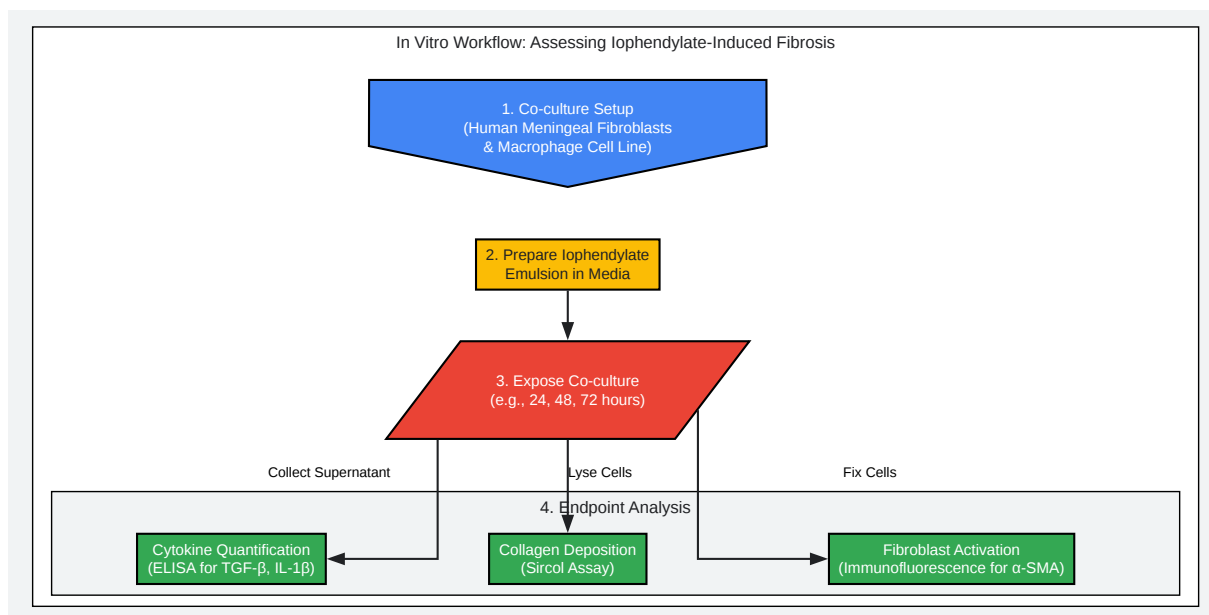 In Vitro Workflow: Assessing Iophendylate-Induced Fibrosis
1. Co-culture Setup
(Human Meningeal Fibroblasts
& Macrophage Cell Line)
2. Prepare Iophendylate
Emulsion in Media
3. Expose Co-culture
(e.g., 24, 48, 72 hours)
Collect Supernatant
Lyse Cells
Fix Cells
4. Endpoint Analysis
Cytokine Quantification
(ELISA for TGF-β, IL-1β)
Collagen Deposition
(Sircol Assay)
Fibroblast Activation
(Immunofluorescence for α-SMA)